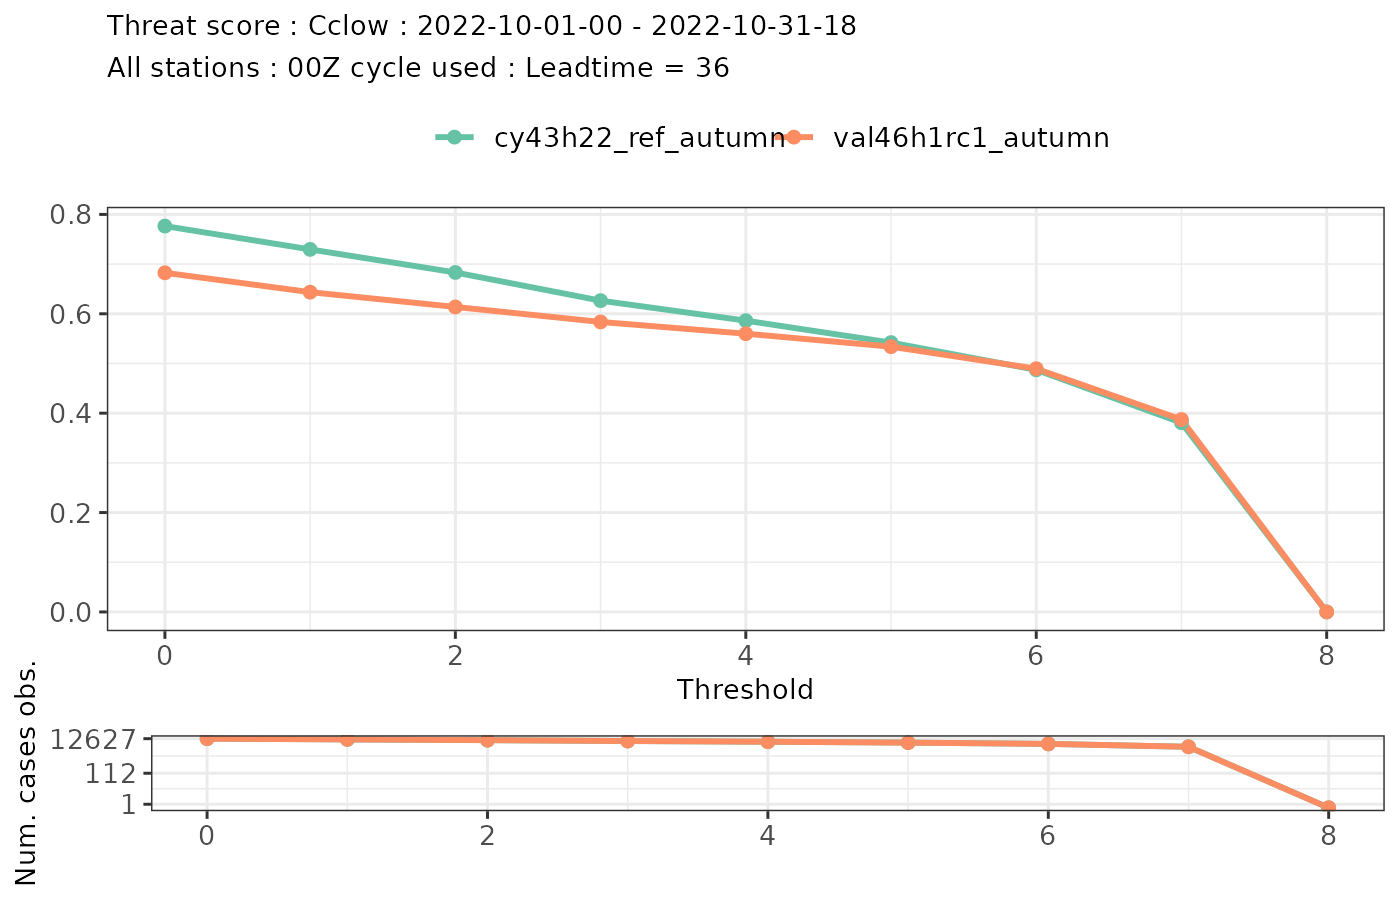 Threat score : Cclow : 2022-10-01-00 - 2022-10-31-18
All stations : 00Z cycle used : Leadtime = 36
cy43h22_ref_autumn val46h1rc1_autumn
0.8
0.6
0.4
0.2
0.0
0 2 4 6 8
Threshold
Num. cases obs.
12627
112
1
0 2 4 6 8